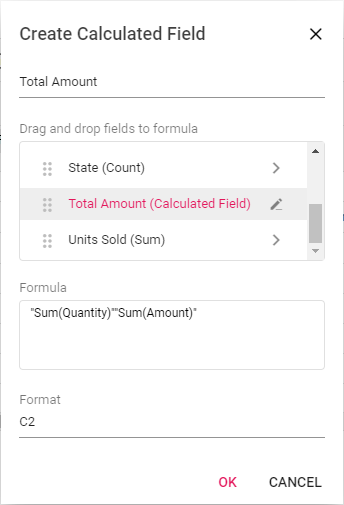 Create Calculated Field
Total Amount
Drag and drop fields to formula
State (Count)
Total Amount (Calculated Field)
Units Sold (Sum)
Formula
"Sum(Quantity)""Sum(Amount)"
Format
C2
OK CANCEL